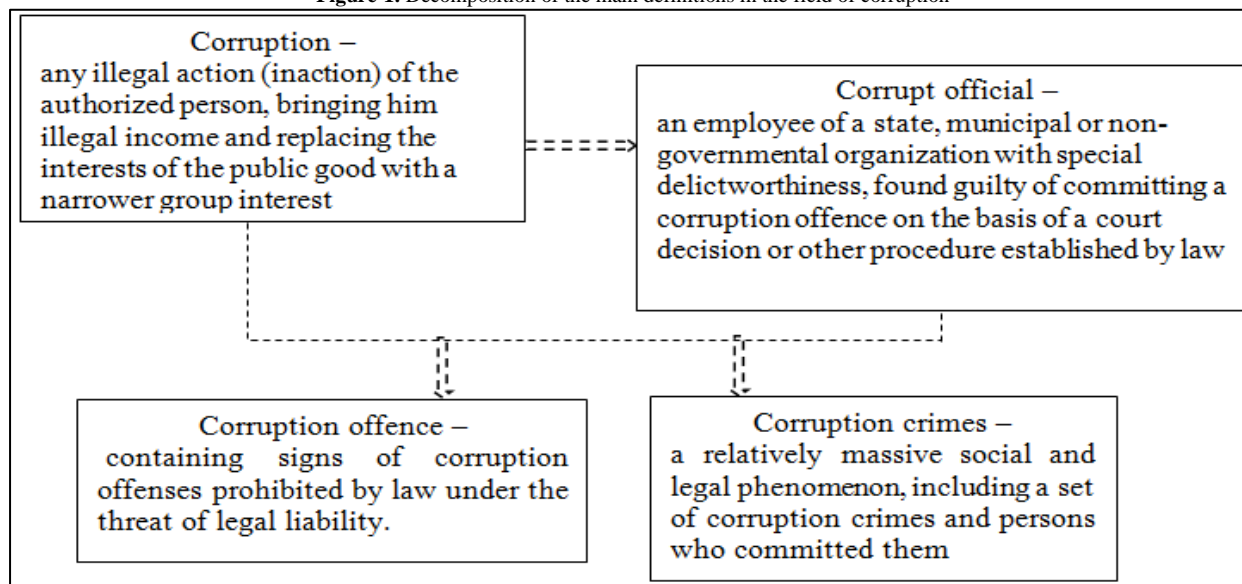 Figure 1. Decomposition of the main definitions in the field of corruption
Corruption –
any illegal action (inaction) of the
authorized person, bringing him
illegal income and replacing the
interests of the public good with a
narrower group interest
Corrupt official –
an employee of a state, municipal or non-
governmental organization with special
delictworthiness, found guilty of committing a
corruption offence on the basis of a court
decision or other procedure established by law
Corruption offence –
containing signs of corruption
offenses prohibited by law under the
threat of legal liability.
Corruption crimes –
a relatively massive social and
legal phenomenon, including a set
of corruption crimes and persons
who committed them